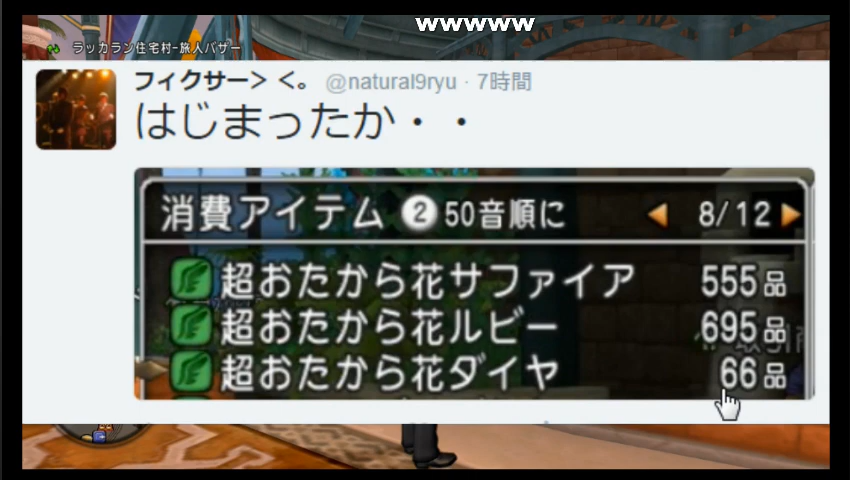 wwwww
ラッカラン住宅村-旅人バザー
フィクサー＞＜。 @natural9ryu · 7時間
はじまったか・・
消費アイテム 2 50音順に 8/12
超おたから花サファイア 555品
超おたから花ルビー 695品
超おたから花ダイヤ 66品